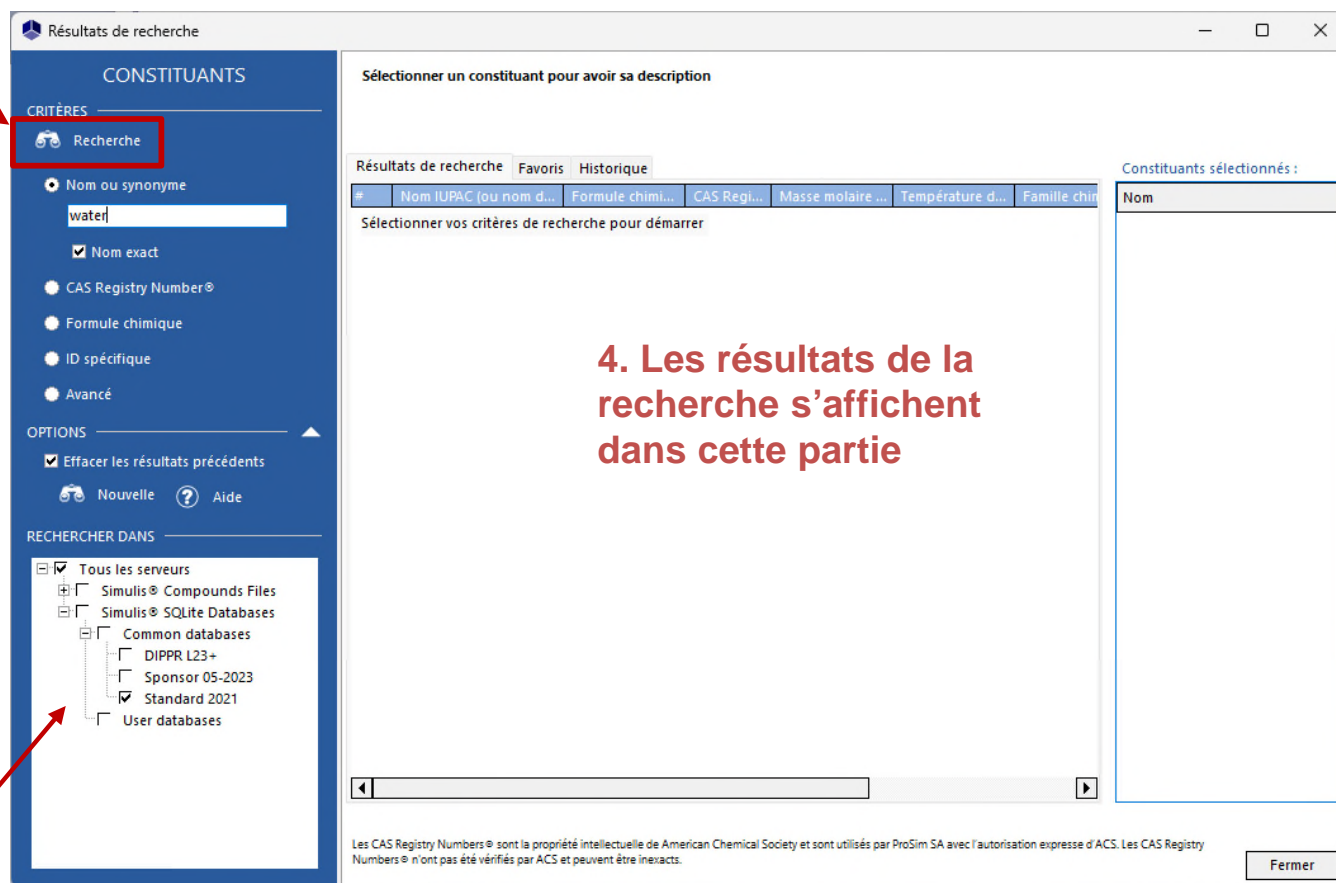 Résultats de recherche
CONSTITUANTS
CRITÈRES
Recherche
Nom ou synonyme
water
Nom exact
CAS Registry Number®
Formule chimique
ID spécifique
Avancé
OPTIONS
Effacer les résultats précédents
Nouvelle ? Aide
RECHERCHER DANS
Tous les serveurs
Simulis® Compounds Files
Simulis® SQLite Databases
Common databases
DIPPR L23+
Sponsor 05-2023
Standard 2021
User databases
Sélectionner un constituant pour avoir sa description
Résultats de recherche Favoris Historique
# Nom IUPAC (ou nom d... Formule chimi... CAS Regi... Masse molaire ... Température d... Famille chim
Sélectionner vos critères de recherche pour démarrer
4. Les résultats de la
recherche s’affichent
dans cette partie
Constituants sélectionnés :
Nom
Les CAS Registry Numbers® sont la propriété intellectuelle de American Chemical Society et sont utilisés par ProSim SA avec l'autorisation expresse d'ACS. Les CAS Registry
Numbers® n'ont pas été vérifiés par ACS et peuvent être inexacts.
Fermer